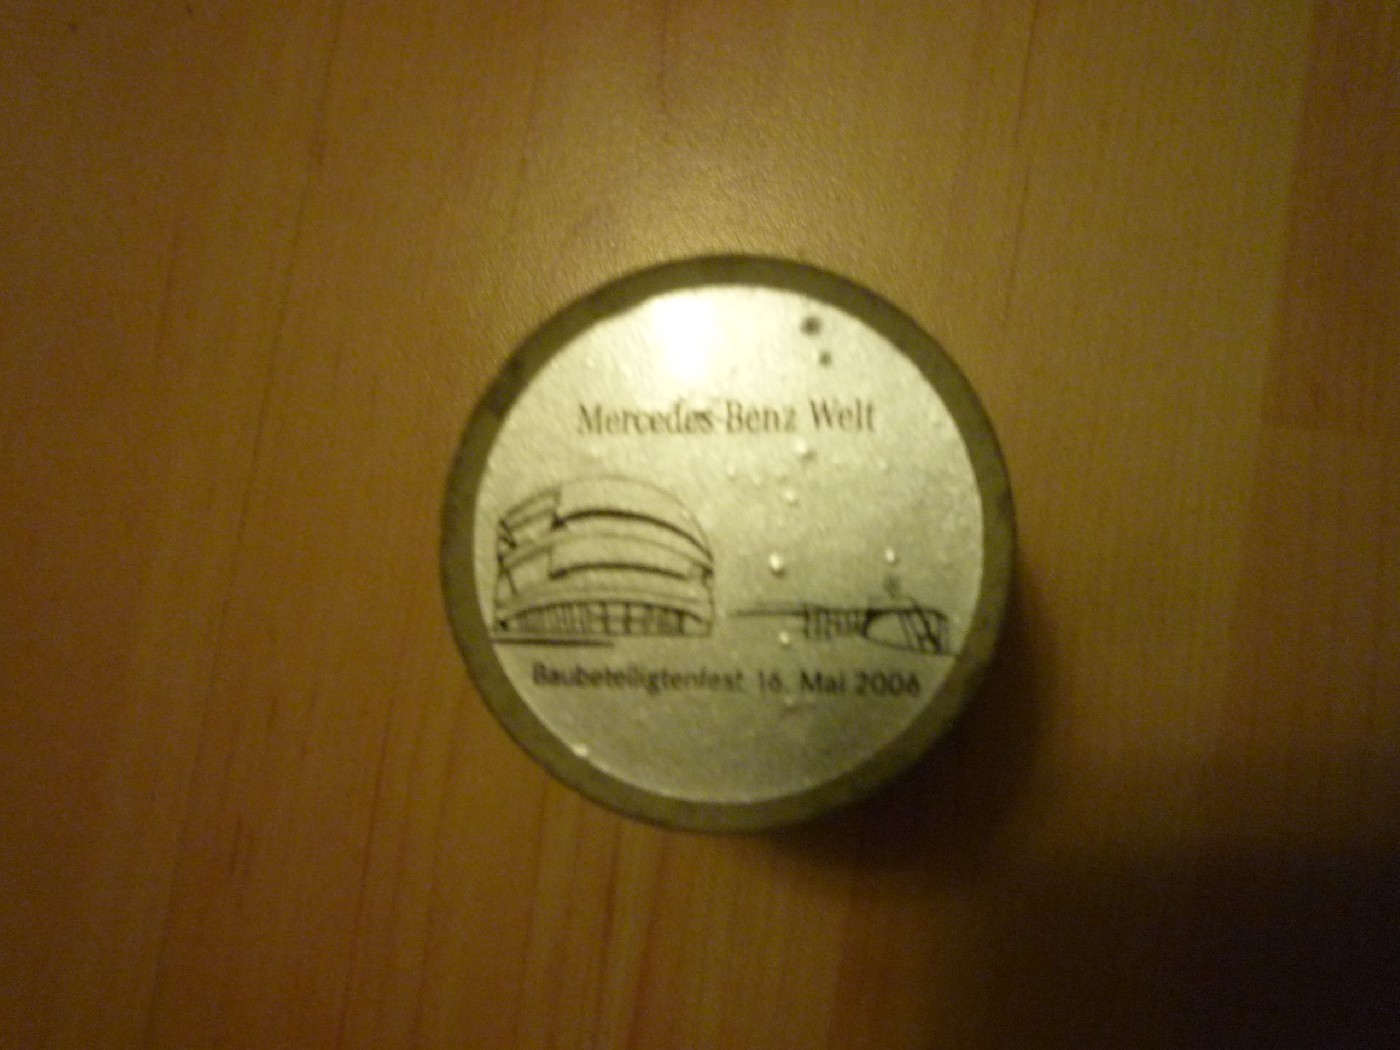 Mercedes-Benz Welt
Baubeteiligtenfest 16. Mai 2006